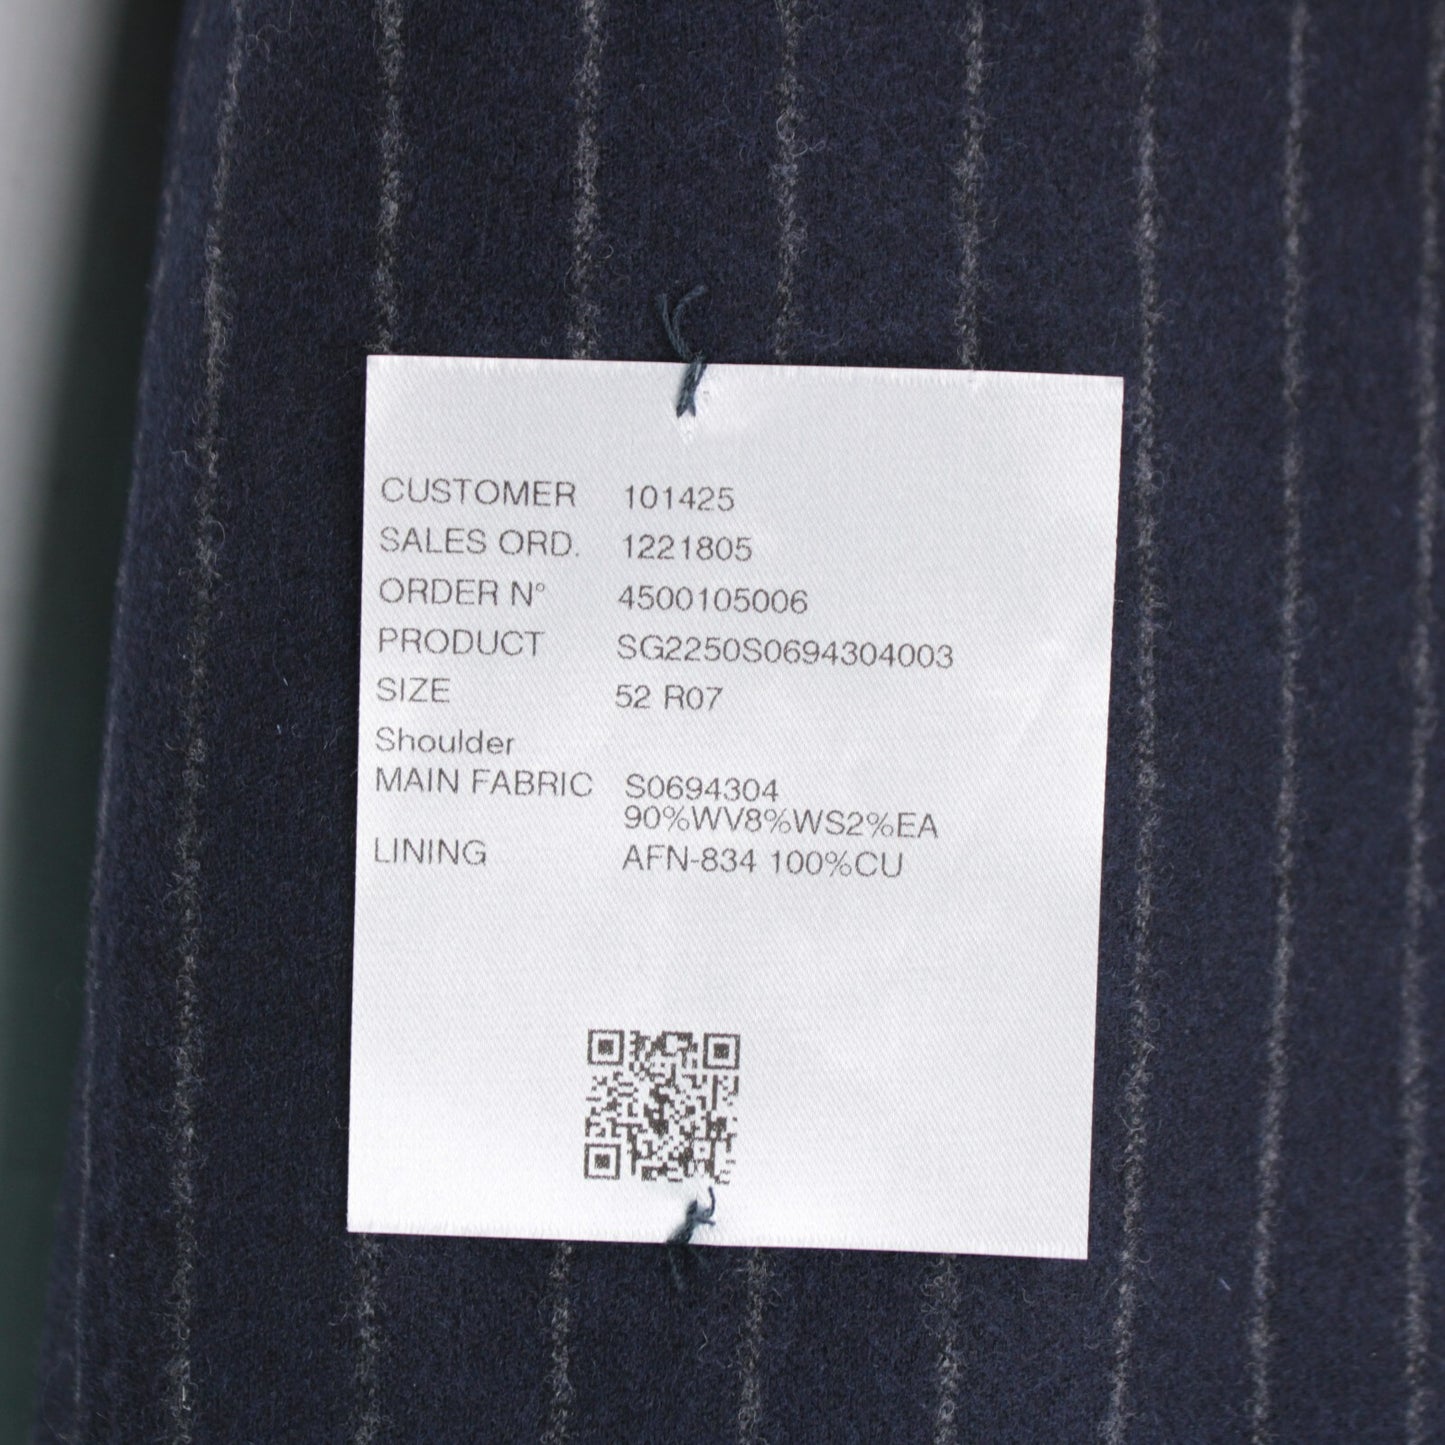 CUSTOMER 101425
SALES ORD. 1221805
ORDER N° 4500105006
PRODUCT SG2250S0694304003
SIZE 52 R07
Shoulder
MAIN FABRIC S0694304
90%WV8%WS2%EA
LINING AFN-834 100%CU